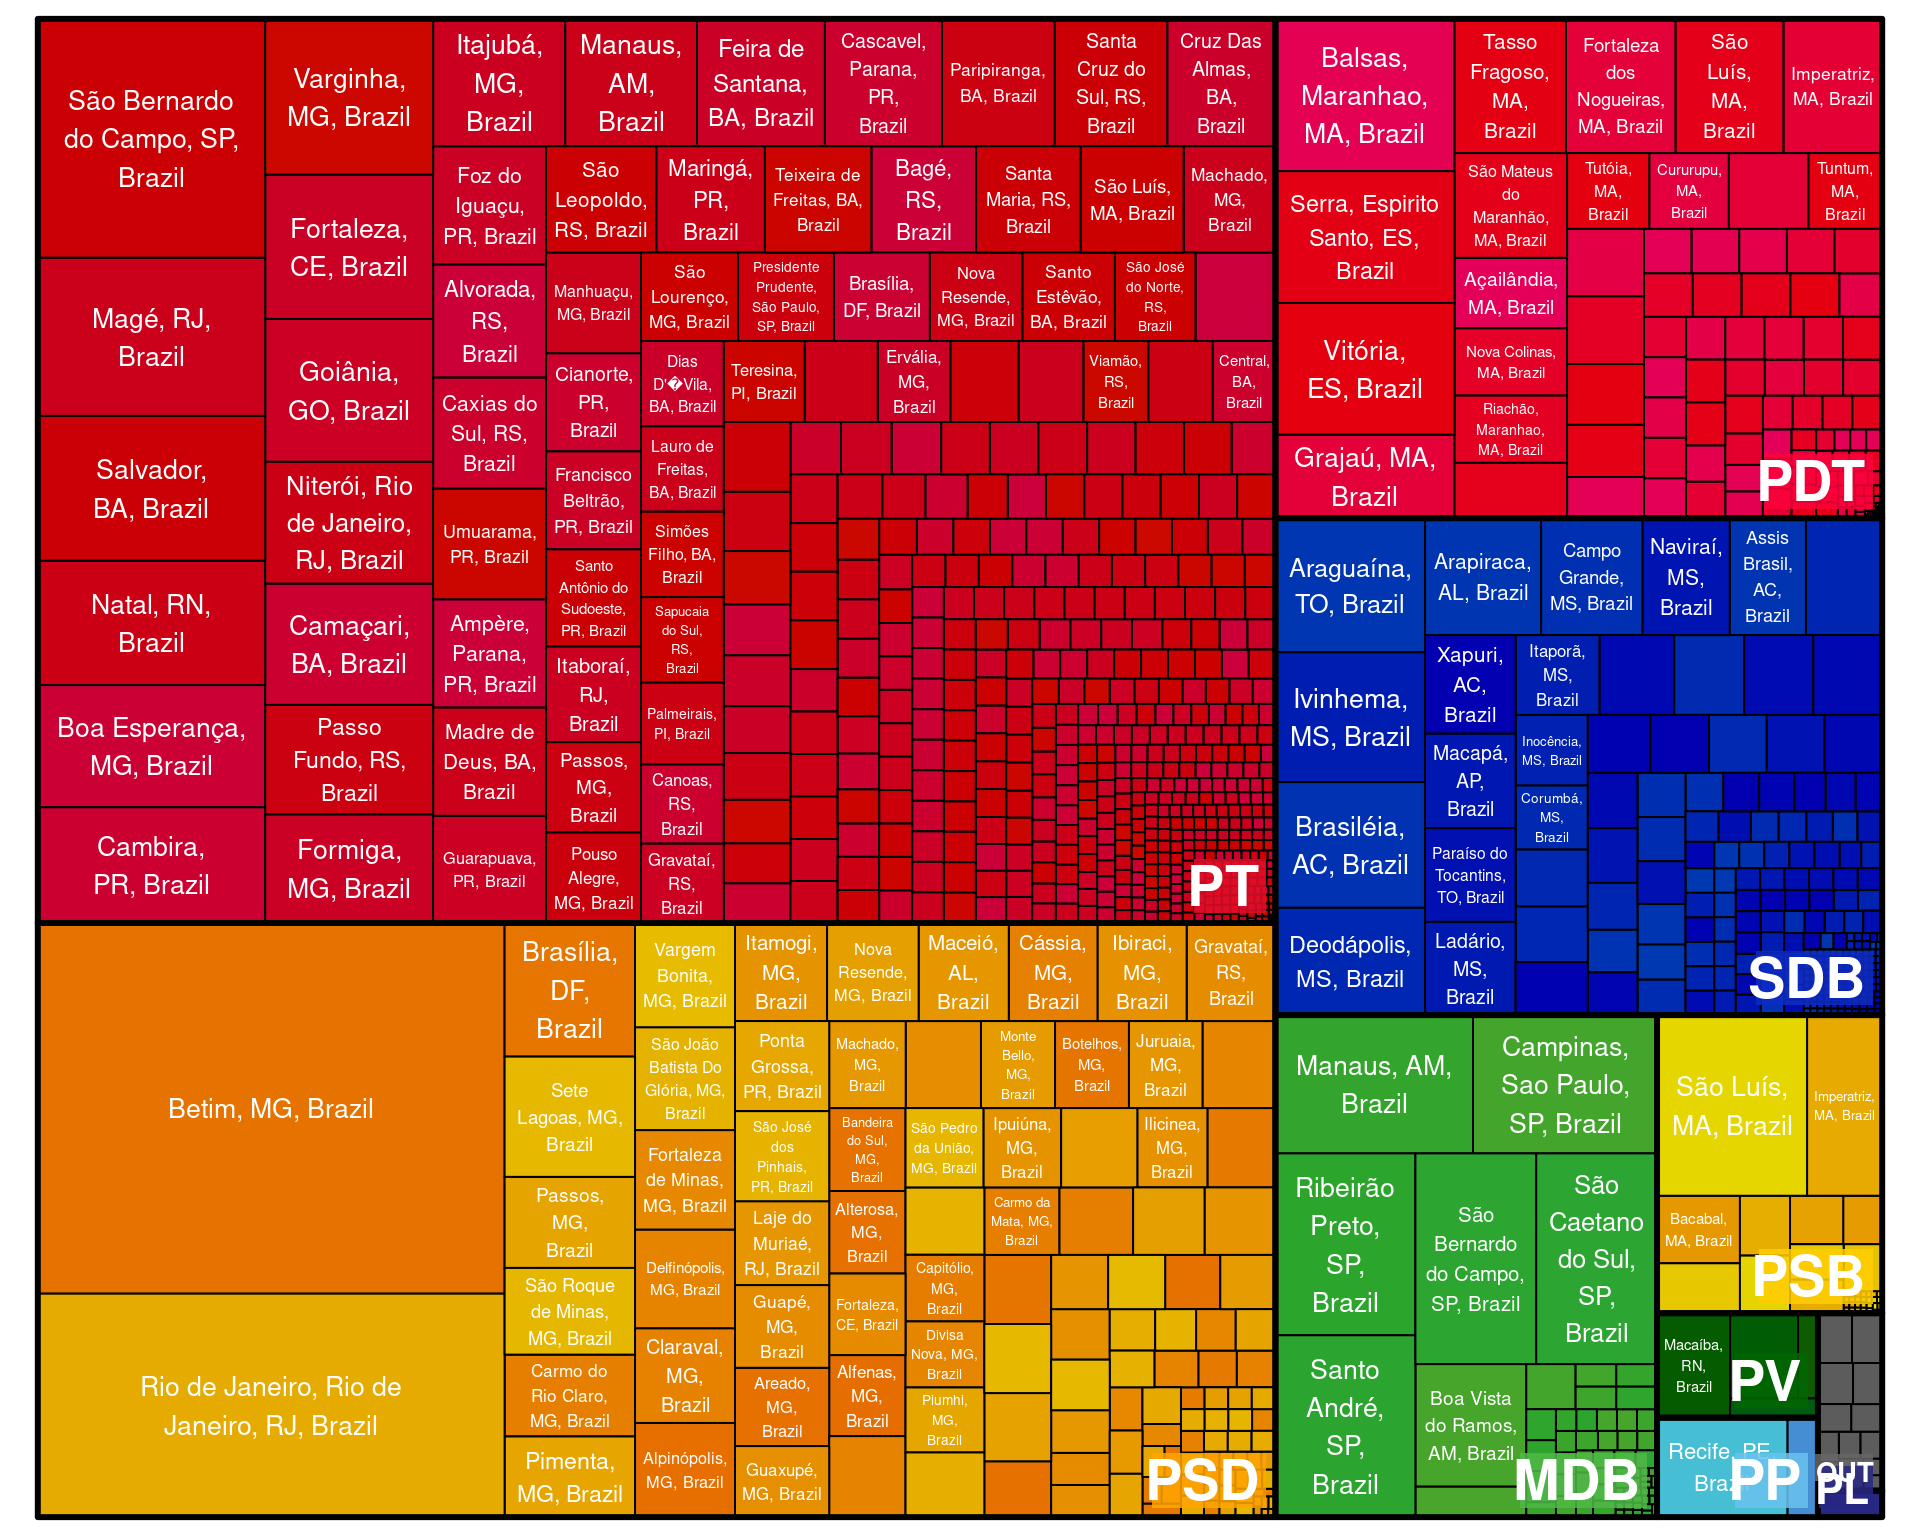 São Bernardo
do Campo, SP,
Brazil
Magé, RJ,
Brazil
Salvador,
BA, Brazil
Natal, RN,
Brazil
Boa Esperança,
MG, Brazil
Cambira,
PR, Brazil
Varginha,
MG, Brazil
Fortaleza,
CE, Brazil
Goiânia,
GO, Brazil
Niterói, Rio
de Janeiro,
RJ, Brazil
Camaçari,
BA, Brazil
Passo
Fundo, RS,
Brazil
Formiga,
MG, Brazil
Itajubá,
MG,
Brazil
Manaus,
AM,
Brazil
Feira de
Santana,
BA, Brazil
Cascavel,
Parana,
PR,
Brazil
Paripiranga,
BA, Brazil
Santa
Cruz do
Sul, RS,
Brazil
Cruz Das
Almas,
BA,
Brazil
Foz do
Iguaçu,
PR, Brazil
Alvorada,
RS,
Brazil
Caxias do
Sul, RS,
Brazil
Umuarama,
PR, Brazil
Ampère,
Parana,
PR, Brazil
Madre de
Deus, BA,
Brazil
Guarapuava,
PR, Brazil
São
Leopoldo,
RS, Brazil
Maringá,
PR,
Brazil
Teixeira de
Freitas, BA,
Brazil
Bagé,
RS,
Brazil
Santa
Maria, RS,
Brazil
São Luís,
MA, Brazil
Machado,
MG,
Brazil
Manhuaçu,
MG, Brazil
Cianorte,
PR,
Brazil
Francisco
Beltrão,
PR, Brazil
Santo
Antônio do
Sudoeste,
PR, Brazil
Itaboraí,
RJ,
Brazil
Passos,
MG,
Brazil
Pouso
Alegre,
MG, Brazil
São
Lourenço,
MG, Brazil
Presidente
Prudente,
São Paulo,
SP, Brazil
Brasília,
DF, Brazil
Nova
Resende,
MG, Brazil
Santo
Estêvão,
BA, Brazil
São José
do Norte,
RS,
Brazil
Dias
D'�Vila,
BA, Brazil
Lauro de
Freitas,
BA, Brazil
Simões
Filho, BA,
Brazil
Sapucaia
do Sul,
RS,
Brazil
Palmeirais,
PI, Brazil
Canoas,
RS,
Brazil
Gravataí,
RS,
Brazil
Teresina,
PI, Brazil
Ervália,
MG,
Brazil
Viamão,
RS,
Brazil
Central,
BA,
Brazil
PT
Balsas,
Maranhao,
MA, Brazil
Serra, Espirito
Santo, ES,
Brazil
Vitória,
ES, Brazil
Grajaú, MA,
Brazil
Tasso
Fragoso,
MA,
Brazil
Fortaleza
dos
Nogueiras,
MA, Brazil
São
Luís,
MA,
Brazil
Imperatriz,
MA, Brazil
São Mateus
do
Maranhão,
MA, Brazil
Açailândia,
MA, Brazil
Nova Colinas,
MA, Brazil
Riachão,
Maranhao,
MA, Brazil
Tutóia,
MA,
Brazil
Cururupu,
MA,
Brazil
Tuntum,
MA,
Brazil
PDT
Araguaína,
TO, Brazil
Ivinhema,
MS, Brazil
Brasiléia,
AC, Brazil
Deodápolis,
MS, Brazil
Arapiraca,
AL, Brazil
Campo
Grande,
MS, Brazil
Naviraí,
MS,
Brazil
Assis
Brasil,
AC,
Brazil
Xapuri,
AC,
Brazil
Macapá,
AP,
Brazil
Paraíso do
Tocantins,
TO, Brazil
Ladário,
MS,
Brazil
Itaporã,
MS,
Brazil
Inocência,
MS, Brazil
Corumbá,
MS,
Brazil
SDB
Betim, MG, Brazil
Rio de Janeiro, Rio de
Janeiro, RJ, Brazil
Brasília,
DF,
Brazil
Sete
Lagoas, MG,
Brazil
Passos,
MG,
Brazil
São Roque
de Minas,
MG, Brazil
Carmo do
Rio Claro,
MG, Brazil
Pimenta,
MG, Brazil
Vargem
Bonita,
MG, Brazil
São João
Batista Do
Glória, MG,
Brazil
Fortaleza
de Minas,
MG, Brazil
Delfinópolis,
MG, Brazil
Claraval,
MG,
Brazil
Alpinópolis,
MG, Brazil
Itamogi,
MG,
Brazil
Nova
Resende,
MG, Brazil
Maceió,
AL,
Brazil
Cássia,
MG,
Brazil
Ibiraci,
MG,
Brazil
Gravataí,
RS,
Brazil
Ponta
Grossa,
PR, Brazil
São José
dos
Pinhais,
PR, Brazil
Laje do
Muriaé,
RJ, Brazil
Guapé,
MG,
Brazil
Areado,
MG,
Brazil
Guaxupé,
MG, Brazil
Machado,
MG,
Brazil
Monte
Bello,
MG,
Brazil
Botelhos,
MG,
Brazil
Juruaia,
MG,
Brazil
Bandeira
do Sul,
MG,
Brazil
Alterosa,
MG,
Brazil
Fortaleza,
CE, Brazil
Alfenas,
MG,
Brazil
São Pedro
da União,
MG, Brazil
Ipuiúna,
MG,
Brazil
Ilicinea,
MG,
Brazil
Carmo da
Mata, MG,
Brazil
Capitólio,
MG,
Brazil
Divisa
Nova, MG,
Brazil
Piumhi,
MG,
Brazil
PSD
Manaus, AM,
Brazil
Campinas,
Sao Paulo,
SP, Brazil
Ribeirão
Preto,
SP,
Brazil
Santo
André,
SP,
Brazil
São
Bernardo
do Campo,
SP, Brazil
São
Caetano
do Sul,
SP,
Brazil
Boa Vista
do Ramos,
AM, Brazil
MDB
São Luís,
MA, Brazil
Imperatriz,
MA, Brazil
Bacabal,
MA, Brazil
PSB
Macaíba,
RN,
Brazil
PV
Recife, PE,
Brazil
PP
OUT
PL